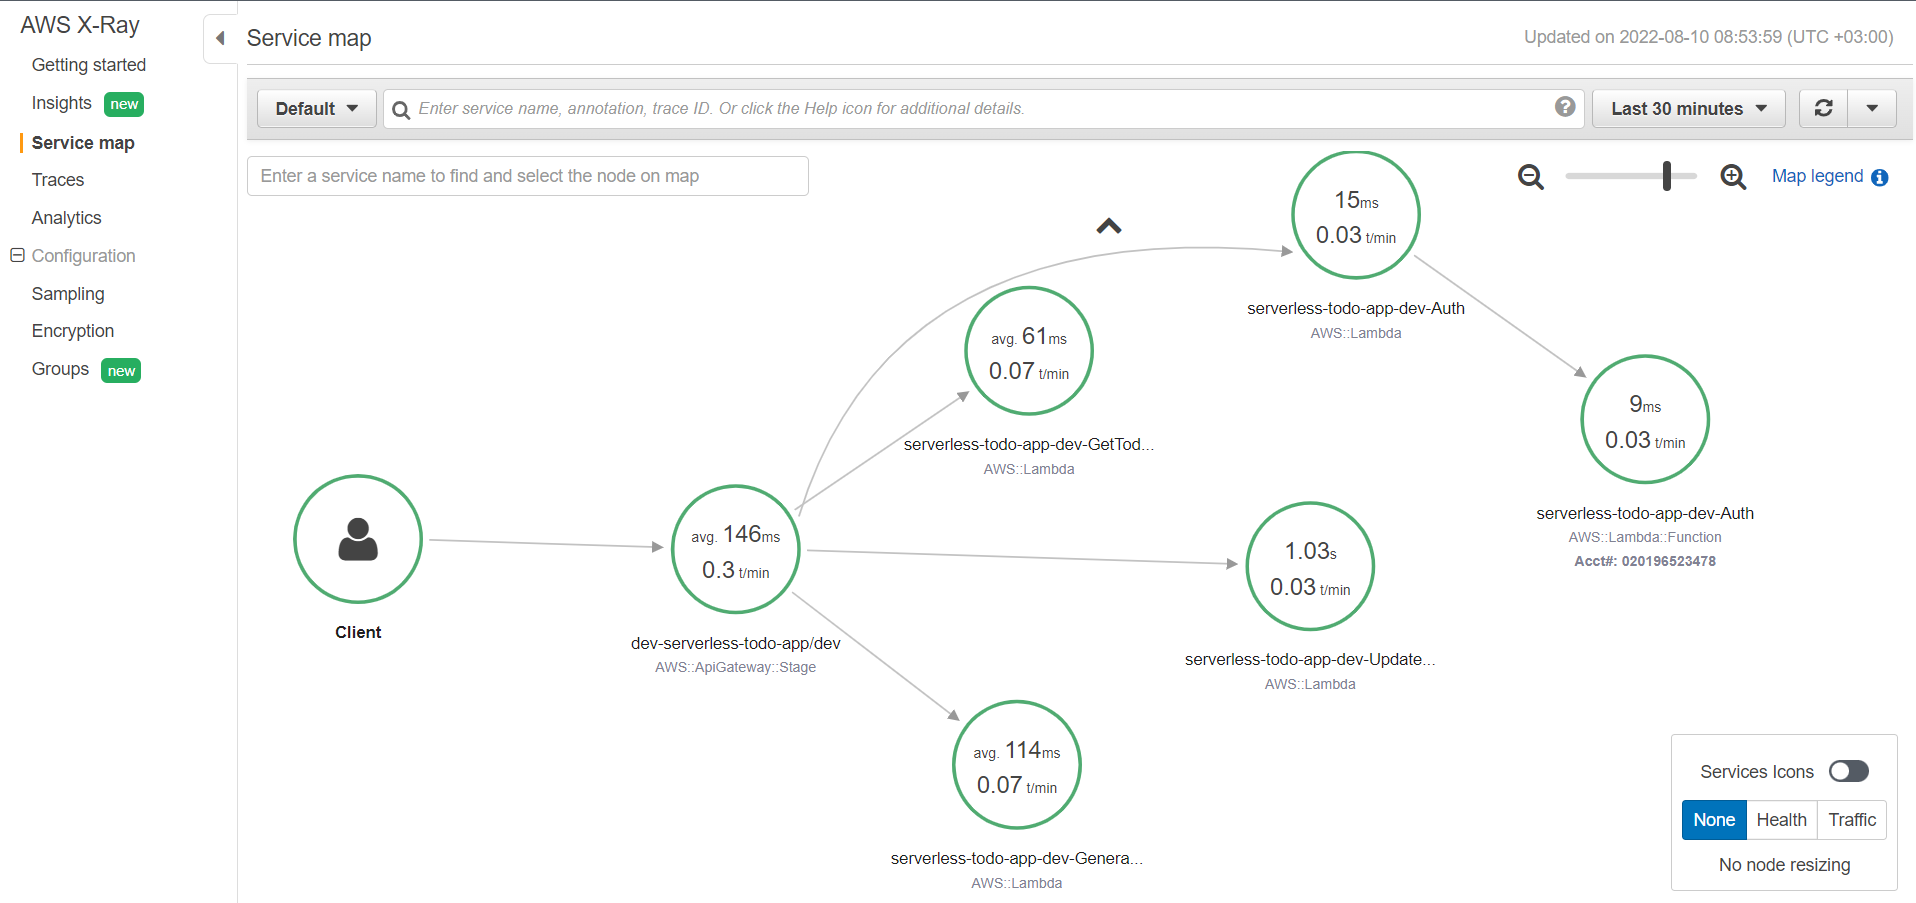 AWS X-Ray
Getting started
Insights new
Service map
Traces
Analytics
Configuration
Sampling
Encryption
Groups new
Service map
Updated on 2022-08-10 08:53:59 (UTC +03:00)
Default
Enter service name, annotation, trace ID. Or click the Help icon for additional details.
Last 30 minutes
Enter a service name to find and select the node on map
Map legend
15ms
0.03 t/min
serverless-todo-app-dev-Auth
AWS::Lambda
avg. 61ms
0.07 t/min
serverless-todo-app-dev-GetTod...
AWS::Lambda
9ms
0.03 t/min
serverless-todo-app-dev-Auth
AWS::Lambda::Function
Acct#: 020196523478
Client
avg. 146ms
0.3 t/min
dev-serverless-todo-app/dev
AWS::ApiGateway::Stage
1.03s
0.03 t/min
serverless-todo-app-dev-Update...
AWS::Lambda
avg. 114ms
0.07 t/min
serverless-todo-app-dev-Genera...
AWS::Lambda
Services Icons
None Health Traffic
No node resizing